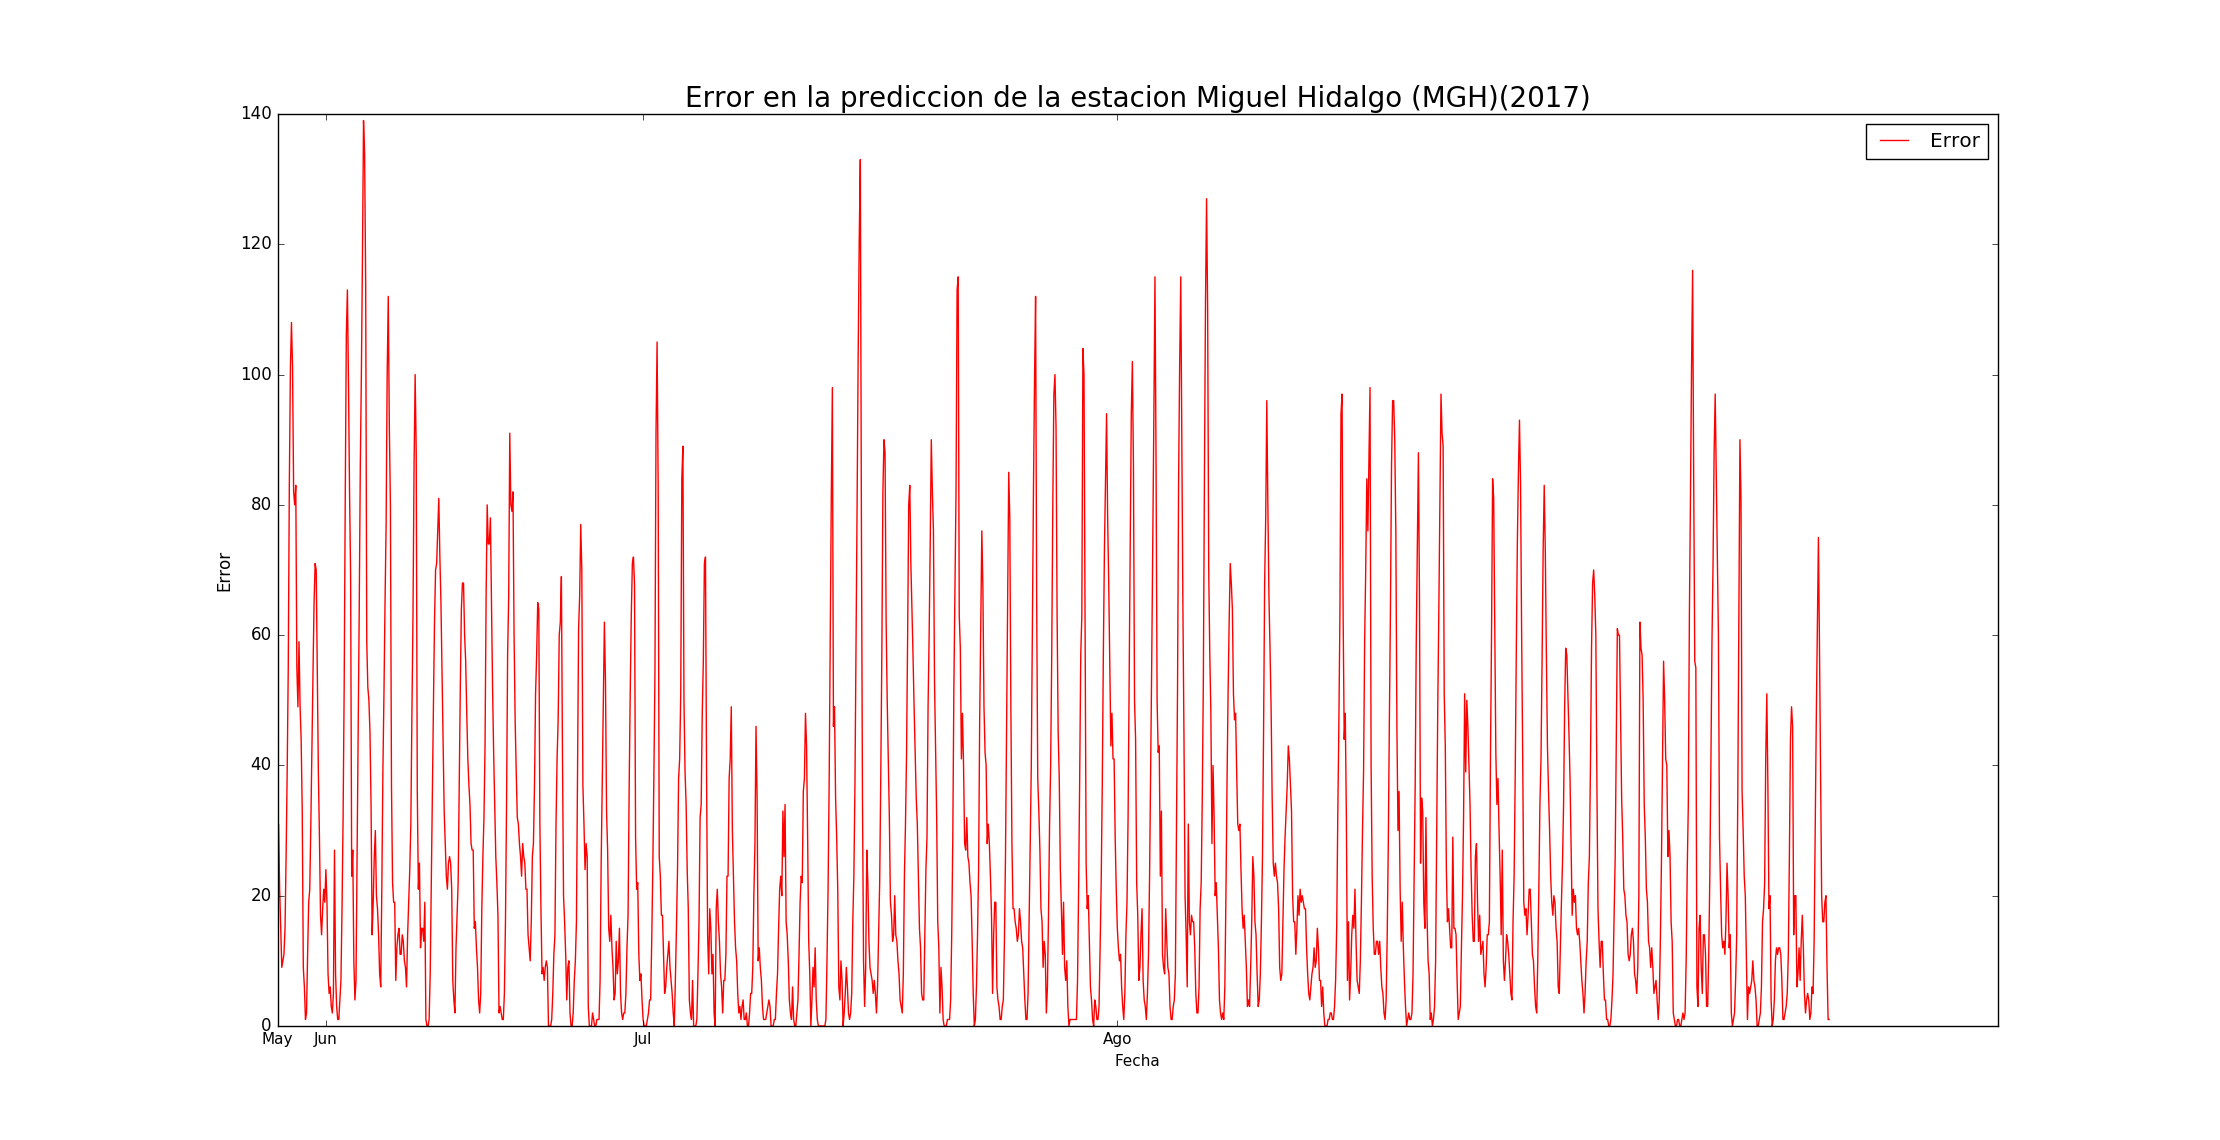 Error en la prediccion de la estacion Miguel Hidalgo (MGH)(2017)
Error
140
120
100
80
60
40
20
0
Error
May Jun Jul Ago
Fecha